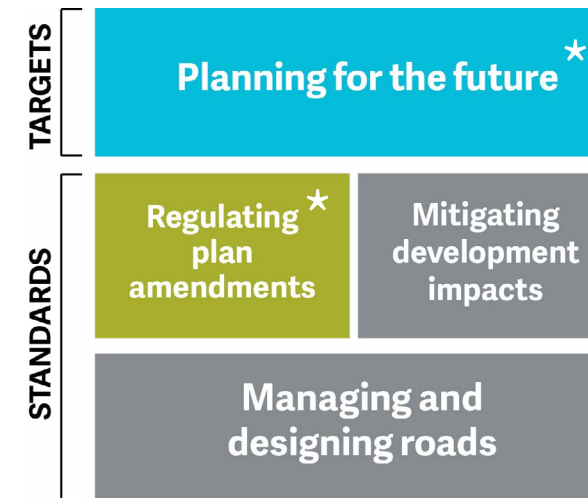 TARGETS
Planning for the future *
STANDARDS
Regulating *
plan
amendments
Mitigating
development
impacts
Managing and
designing roads